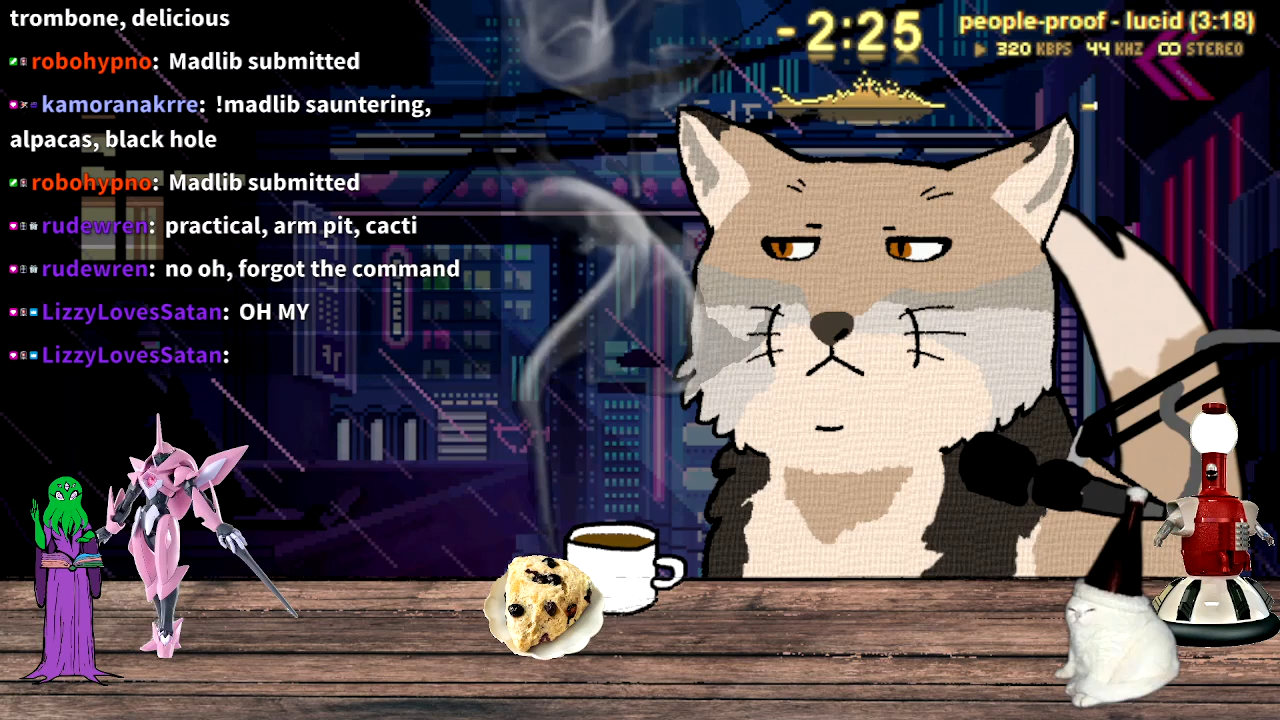 trombone, delicious
robohypno: Madlib submitted
kamoranakrre: !madlib sauntering,
alpacas, black hole
robohypno: Madlib submitted
rudewren: practical, arm pit, cacti
rudewren: no oh, forgot the command
LizzyLovesSatan: OH MY
LizzyLovesSatan:
-2:25
people-proof - lucid (3:18)
320 KBPS 44 KHZ STEREO